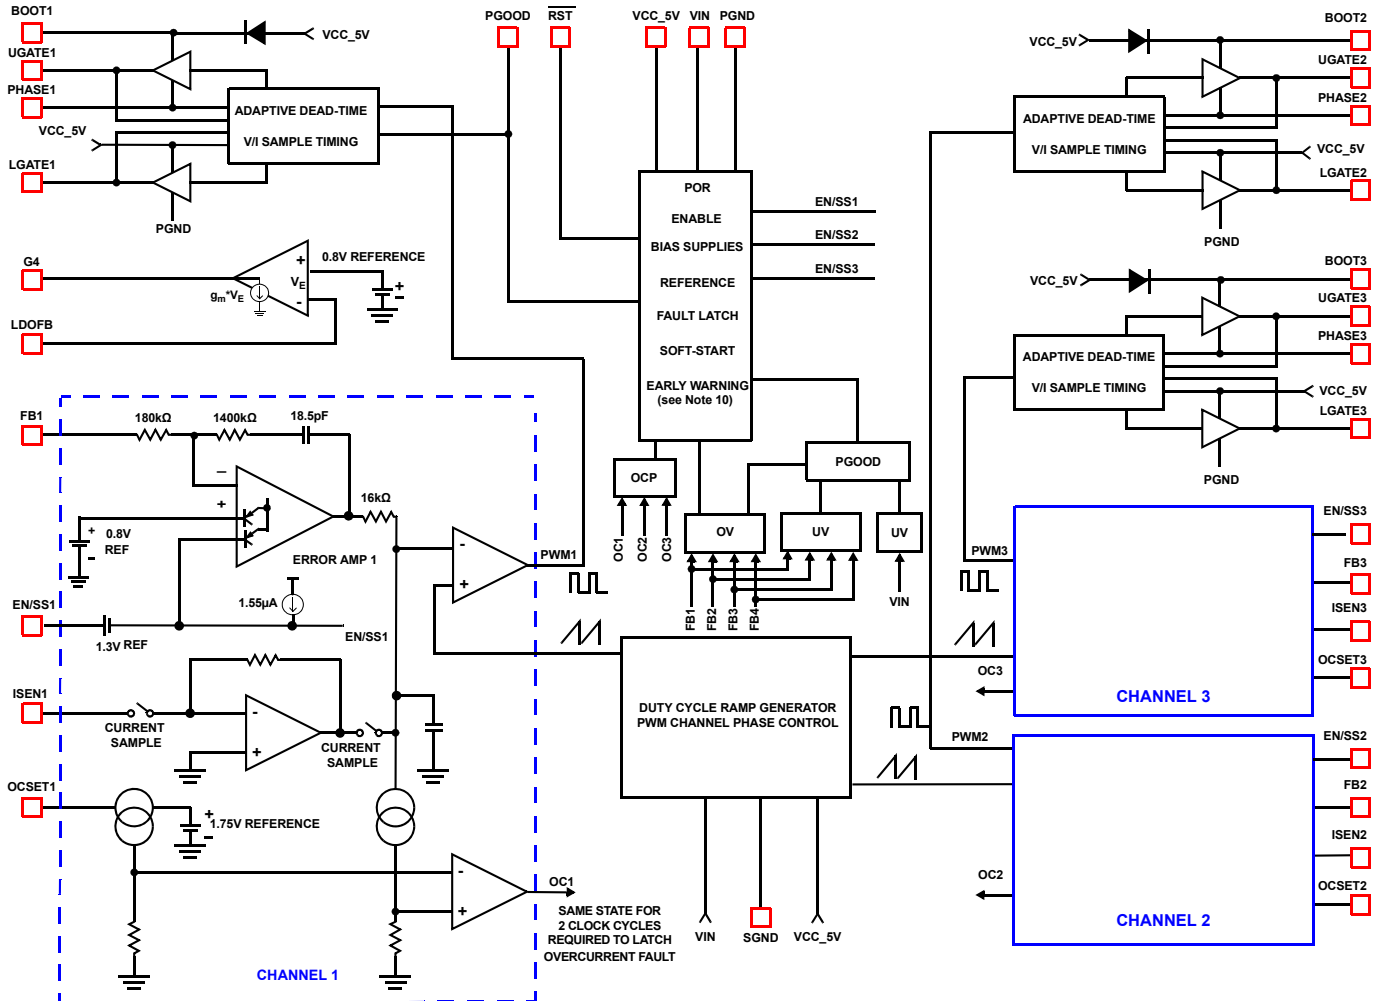 BOOT1
UGATE1
PHASE1
VCC_5V
LGATE1
VCC_5V
ADAPTIVE DEAD-TIME
V/I SAMPLE TIMING
PGND
PGOOD
RST
VCC_5V
VIN
PGND
POR
ENABLE
BIAS SUPPLIES
REFERENCE
FAULT LATCH
SOFT-START
EARLY WARNING
(see Note 10)
EN/SS1
EN/SS2
EN/SS3
VCC_5V
BOOT2
UGATE2
PHASE2
ADAPTIVE DEAD-TIME
V/I SAMPLE TIMING
VCC_5V
LGATE2
PGND
G4
LDOFB
gm*VE
+
VE
-
0.8V REFERENCE
+
-
VCC_5V
BOOT3
UGATE3
PHASE3
ADAPTIVE DEAD-TIME
V/I SAMPLE TIMING
VCC_5V
LGATE3
PGND
FB1
180kΩ
1400kΩ
18.5pF
–
+
16kΩ
+
0.8V
REF
-
ERROR AMP 1
EN/SS1
1.3V REF
1.55µA
EN/SS1
-
+
PWM1
OCP
OC1
OC2
OC3
PGOOD
OV
UV
UV
FB1
FB2
FB3
FB4
VIN
ISEN1
CURRENT
SAMPLE
-
+
CURRENT
SAMPLE
OCSET1
+
1.75V REFERENCE
-
-
+
OC1
SAME STATE FOR
2 CLOCK CYCLES
REQUIRED TO LATCH
OVERCURRENT FAULT
CHANNEL 1
DUTY CYCLE RAMP GENERATOR
PWM CHANNEL PHASE CONTROL
VIN
SGND
VCC_5V
PWM3
OC3
CHANNEL 3
EN/SS3
FB3
ISEN3
OCSET3
PWM2
OC2
CHANNEL 2
EN/SS2
FB2
ISEN2
OCSET2